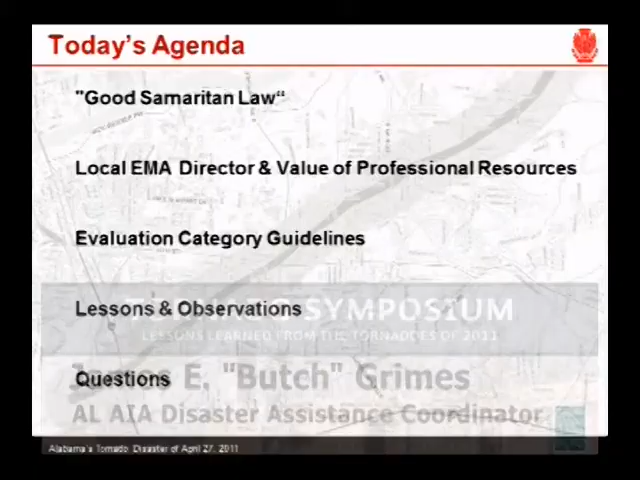 Today's Agenda
"Good Samaritan Law“
Local EMA Director & Value of Professional Resources
Evaluation Category Guidelines
Lessons & Observations
SYMPOSIUM
LESSONS LEARNED FROM THE TORNADOES OF 2011
Questions
James E. "Butch" Grimes
AL AIA Disaster Assistance Coordinator
Alabama's Tornado Disaster of April 27, 2011